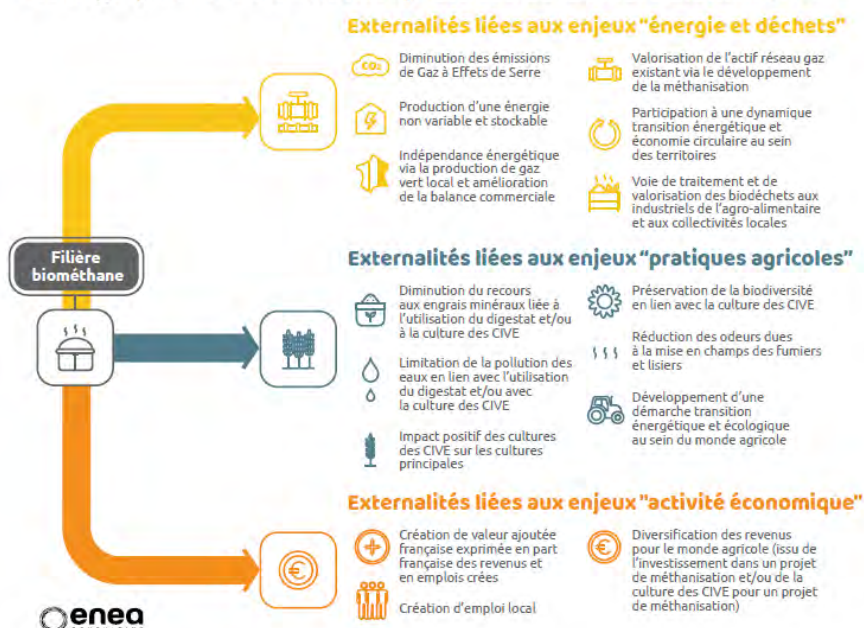 Externalités liées aux enjeux "énergie et déchets"
Diminution des émissions
de Gaz à Effets de Serre
Production d'une énergie
non variable et stockable
Indépendance énergétique
via la production de gaz
vert local et amélioration
de la balance commerciale
Valorisation de l'actif réseau gaz
existant via le développement
de la méthanisation
Participation à une dynamique
transition énergétique et
économie circulaire au sein
des territoires
Voie de traitement et de
valorisation des biodéchets aux
industriels de l'agro-alimentaire
et aux collectivités locales
Filière
biométhane
Externalités liées aux enjeux "pratiques agricoles"
Diminution du recours
aux engrais minéraux liée à
l'utilisation du digestat et/ou
à la culture des CIVE
Limitation de la pollution des
eaux en lien avec l'utilisation
du digestat et/ou avec
la culture des CIVE
Impact positif des cultures
des CIVE sur les cultures
principales
Préservation de la biodiversité
en lien avec la culture des CIVE
Réduction des odeurs dues
à la mise en champs des fumiers
et lisiers
Développement d'une
démarche transition
énergétique et écologique
au sein du monde agricole
Externalités liées aux enjeux "activité économique"
Création de valeur ajoutée
française exprimée en part
française des revenus et
en emplois crées
Création d'emploi local
Diversification des revenus
pour le monde agricole (issu de
l'investissement dans un projet
de méthanisation et/ou de la
culture des CIVE pour un projet
de méthanisation)
CO₂
€
€
enea